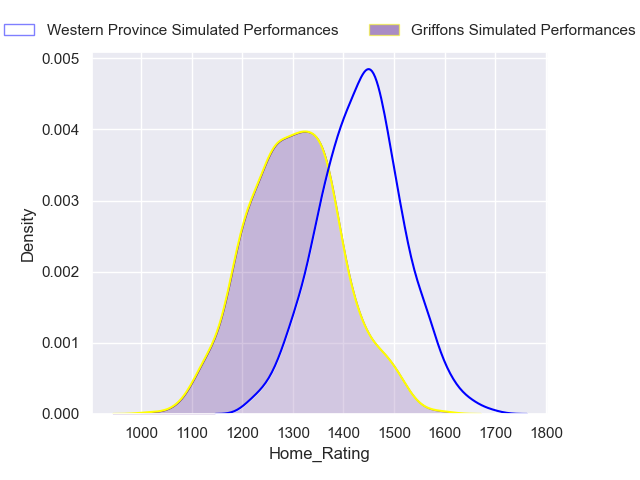 Western Province Simulated Performances Griffons Simulated Performances
0.005
0.004
0.003
0.002
0.001
0.000
Density
1000 1100 1200 1300 1400 1500 1600 1700 1800
Home_Rating